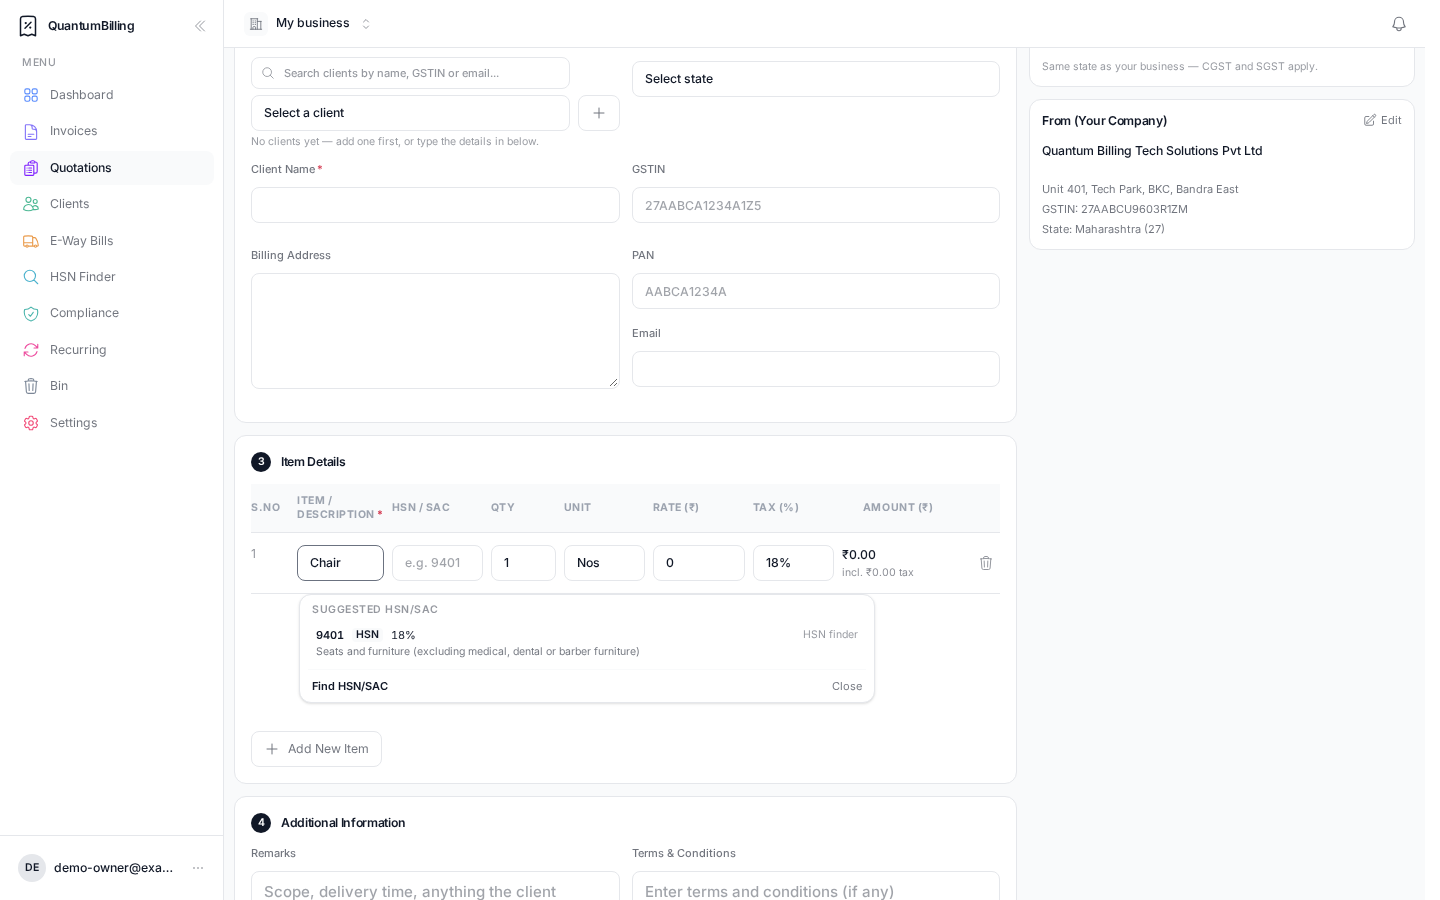 QuantumBilling
MENU
Dashboard
Invoices
Quotations
Clients
E-Way Bills
HSN Finder
Compliance
Recurring
Bin
Settings
DE
demo-owner@exa...
My business
Search clients by name, GSTIN or email...
Select a client
No clients yet — add one first, or type the details in below.
Select state
Client Name *
GSTIN
27AABCA1234A1Z5
Billing Address
PAN
AABCA1234A
Email
3 Item Details
S.NO
ITEM / DESCRIPTION *
HSN / SAC
QTY
UNIT
RATE (₹)
TAX (%)
AMOUNT (₹)
1
Chair
e.g. 9401
1
Nos
0
18%
₹0.00
incl. ₹0.00 tax
SUGGESTED HSN/SAC
9401 HSN 18%
HSN finder
Seats and furniture (excluding medical, dental or barber furniture)
Find HSN/SAC
Close
Add New Item
4 Additional Information
Remarks
Scope, delivery time, anything the client
Terms & Conditions
Enter terms and conditions (if any)
Same state as your business — CGST and SGST apply.
From (Your Company)
Edit
Quantum Billing Tech Solutions Pvt Ltd
Unit 401, Tech Park, BKC, Bandra East
GSTIN: 27AABCU9603R1ZM
State: Maharashtra (27)